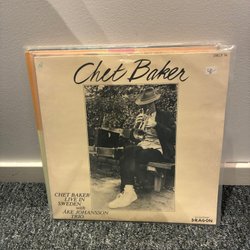 Chet Baker
CHET BAKER
LIVE IN
SWEDEN
with
ÅKE JOHANSSON
TRIO
DRAGON